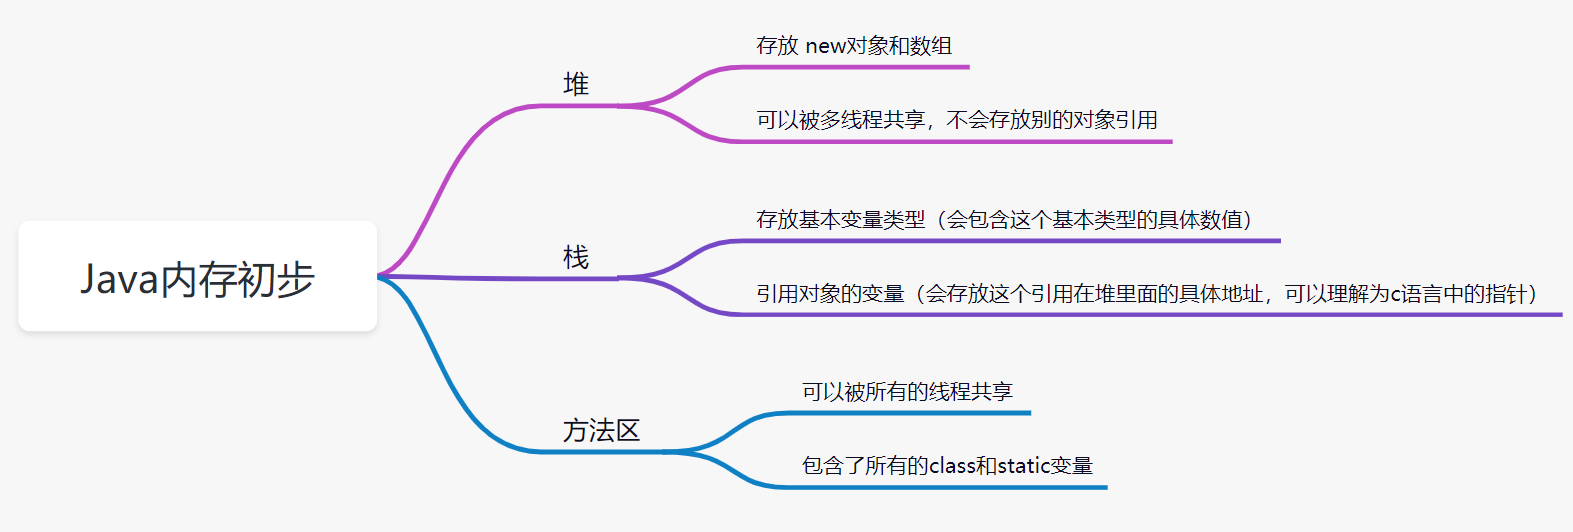 Java内存初步
堆
存放 new对象和数组
可以被多线程共享，不会存放别的对象引用
栈
存放基本变量类型（会包含这个基本类型的具体数值）
引用对象的变量（会存放这个引用在堆里面的具体地址，可以理解为c语言中的指针）
方法区
可以被所有的线程共享
包含了所有的class和static变量